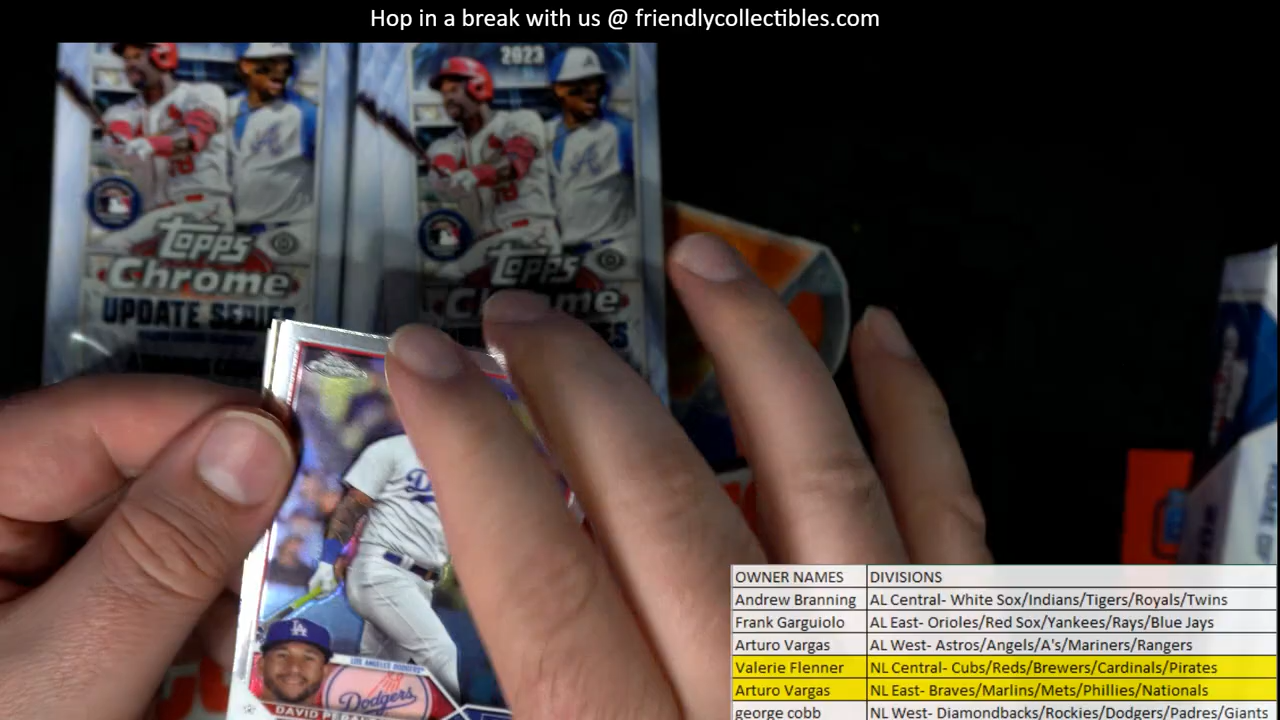 Hop in a break with us @ friendlycollectibles.com
2023
Topps
Chrome
UPDATE SERIES
Topps
Chrome
LOS ANGELES DODGERS
Dodgers
DAVID
OWNER NAMES DIVISIONS
Andrew Branning AL Central- White Sox/Indians/Tigers/Royals/Twins
Frank Garguiolo AL East- Orioles/Red Sox/Yankees/Rays/Blue Jays
Arturo Vargas AL West- Astros/Angels/A's/Mariners/Rangers
Valerie Flenner NL Central- Cubs/Reds/Brewers/Cardinals/Pirates
Arturo Vargas NL East- Braves/Marlins/Mets/Phillies/Nationals
george cobb NL West- Diamondbacks/Rockies/Dodgers/Padres/Giants